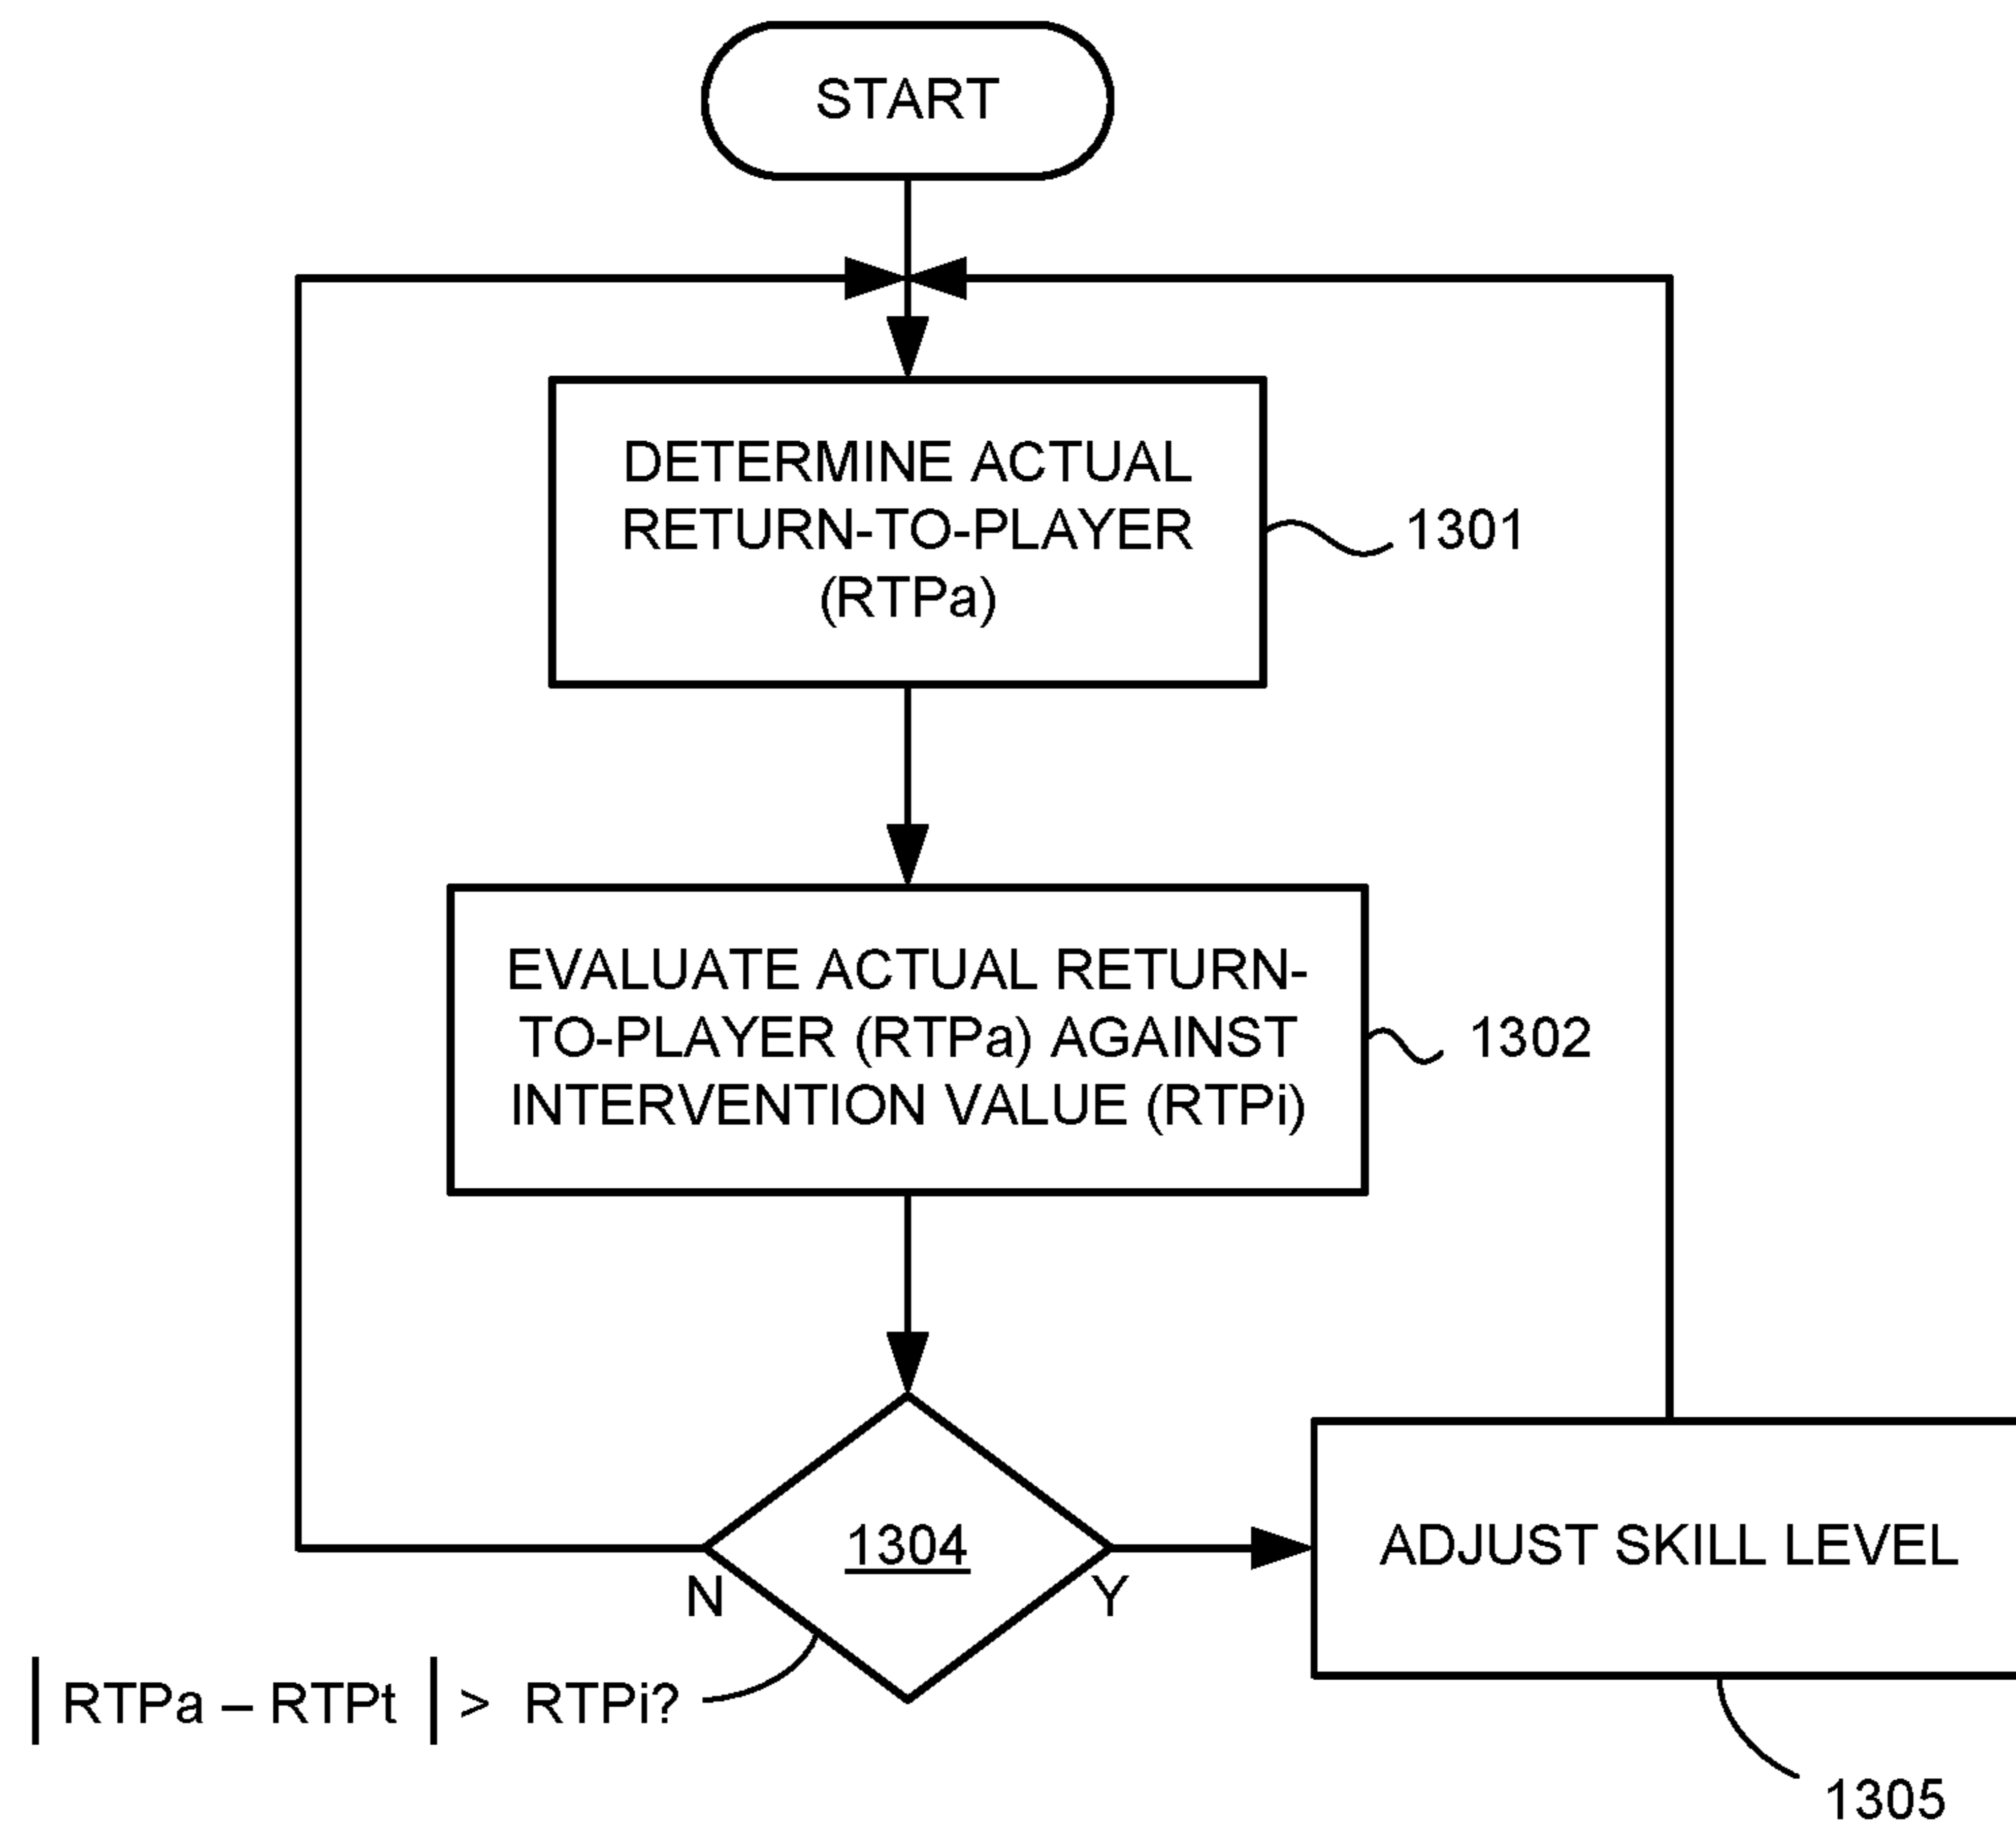 START
DETERMINE ACTUAL
RETURN-TO-PLAYER
(RTPa)
1301
EVALUATE ACTUAL RETURN-
TO-PLAYER (RTPa) AGAINST
INTERVENTION VALUE (RTPi)
1302
1304
N
Y
ADJUST SKILL LEVEL
| RTPa – RTPt | > RTPi?
1305